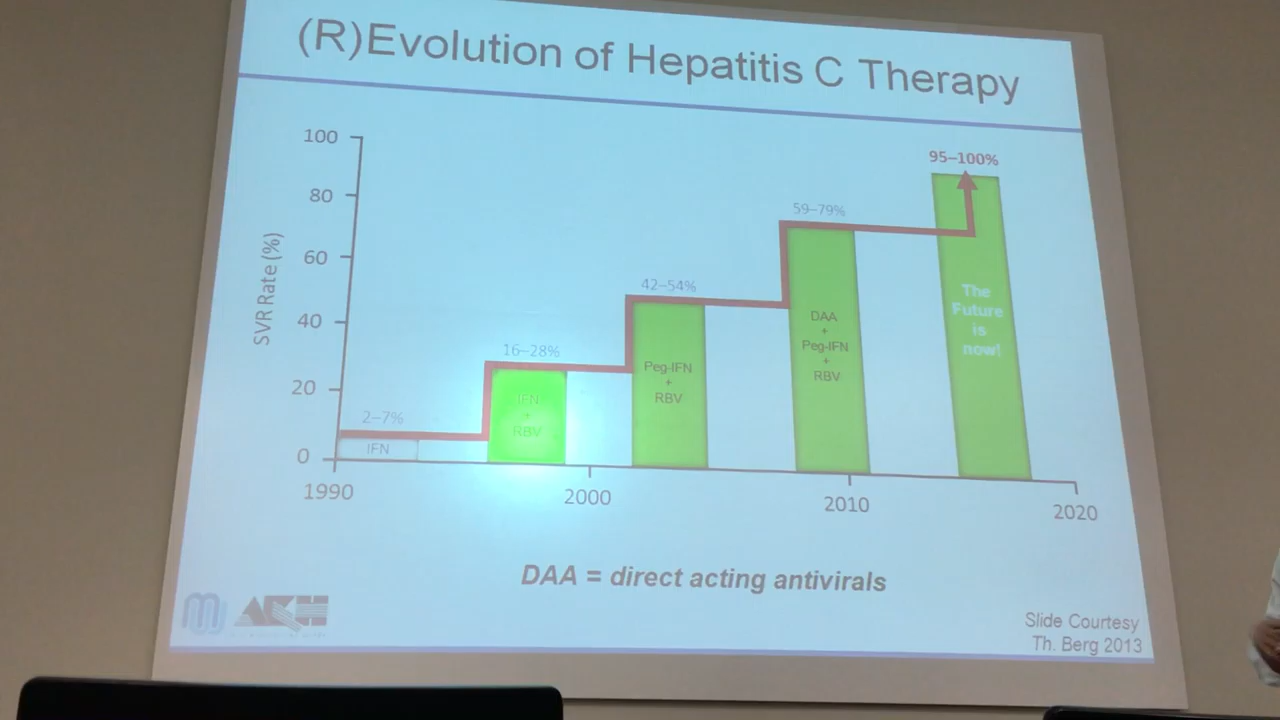 (R)Evolution of Hepatitis C Therapy
100
80
60
40
20
0
SVR Rate (%)
2–7%
IFN
16–28%
IFN
+
RBV
42–54%
Peg-IFN
+
RBV
59–79%
DAA
+
Peg-IFN
+
RBV
95–100%
The
Future
is
now!
1990
2000
2010
2020
DAA = direct acting antivirals
AKH
Slide Courtesy
Th. Berg 2013